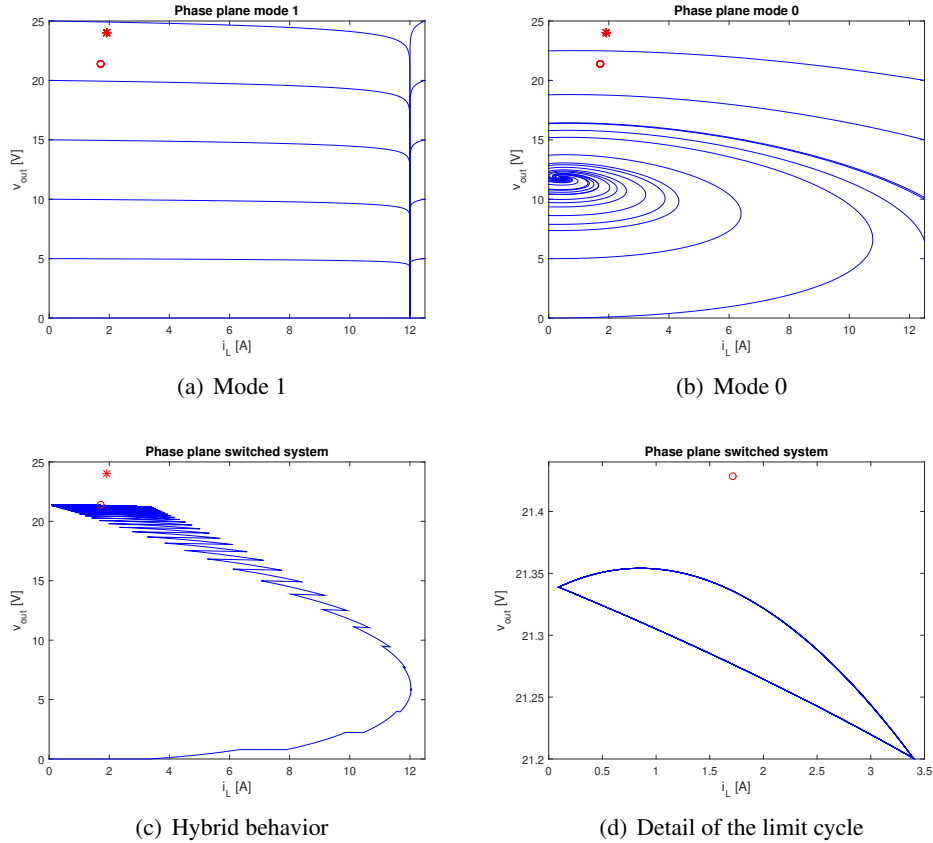 Phase plane mode 1
25
20
15
10
5
0
v_out [V]
0 2 4 6 8 10 12
i_L [A]
(a) Mode 1
Phase plane mode 0
25
20
15
10
5
0
v_out [V]
0 2 4 6 8 10 12
i_L [A]
(b) Mode 0
Phase plane switched system
25
20
15
10
5
0
v_out [V]
0 2 4 6 8 10 12
i_L [A]
(c) Hybrid behavior
Phase plane switched system
21.4
21.35
21.3
21.25
21.2
v_out [V]
0 0.5 1 1.5 2 2.5 3 3.5
i_L [A]
(d) Detail of the limit cycle